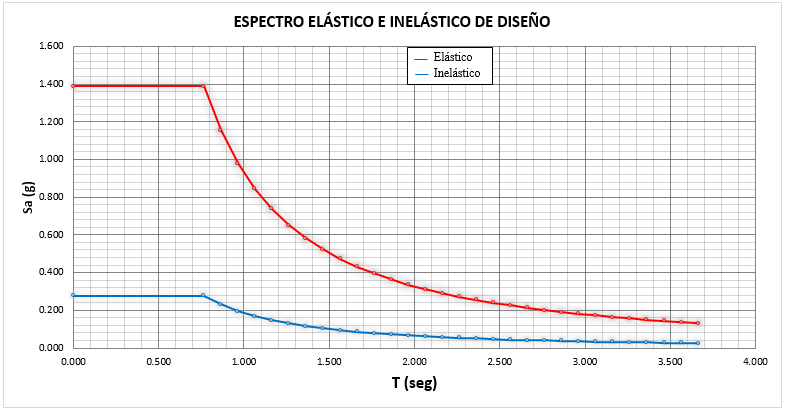 ESPECTRO ELÁSTICO E INELÁSTICO DE DISEÑO
Elástico
Inelástico
1.600
1.400
1.200
1.000
0.800
0.600
0.400
0.200
0.000
Sa (g)
0.000 0.500 1.000 1.500 2.000 2.500 3.000 3.500 4.000
T (seg)